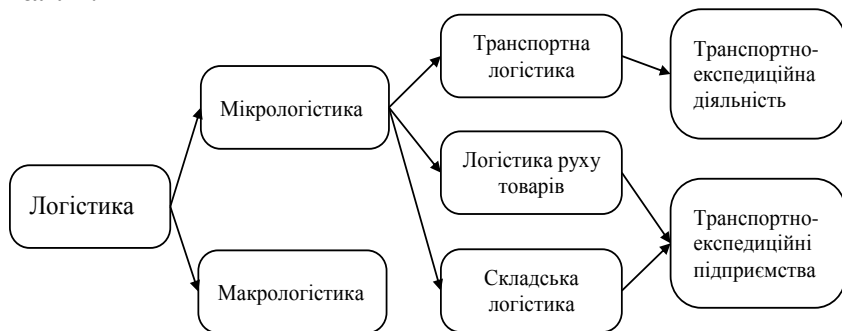 Транспортна
логістика
Транспортно-
експедиційна
діяльність
Мікрологістика
Логістика руху
товарів
Логістика
Транспортно-
експедиційні
підприємства
Макрологістика
Складська
логістика